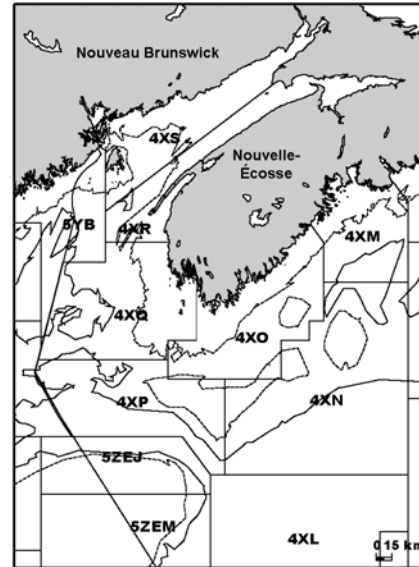 Nouveau Brunswick
4XS
Nouvelle-
Écosse
5YB
4XR
4XM
4XQ
4XO
4XP
4XN
5ZEJ
5ZEM
4XL
0 15 km